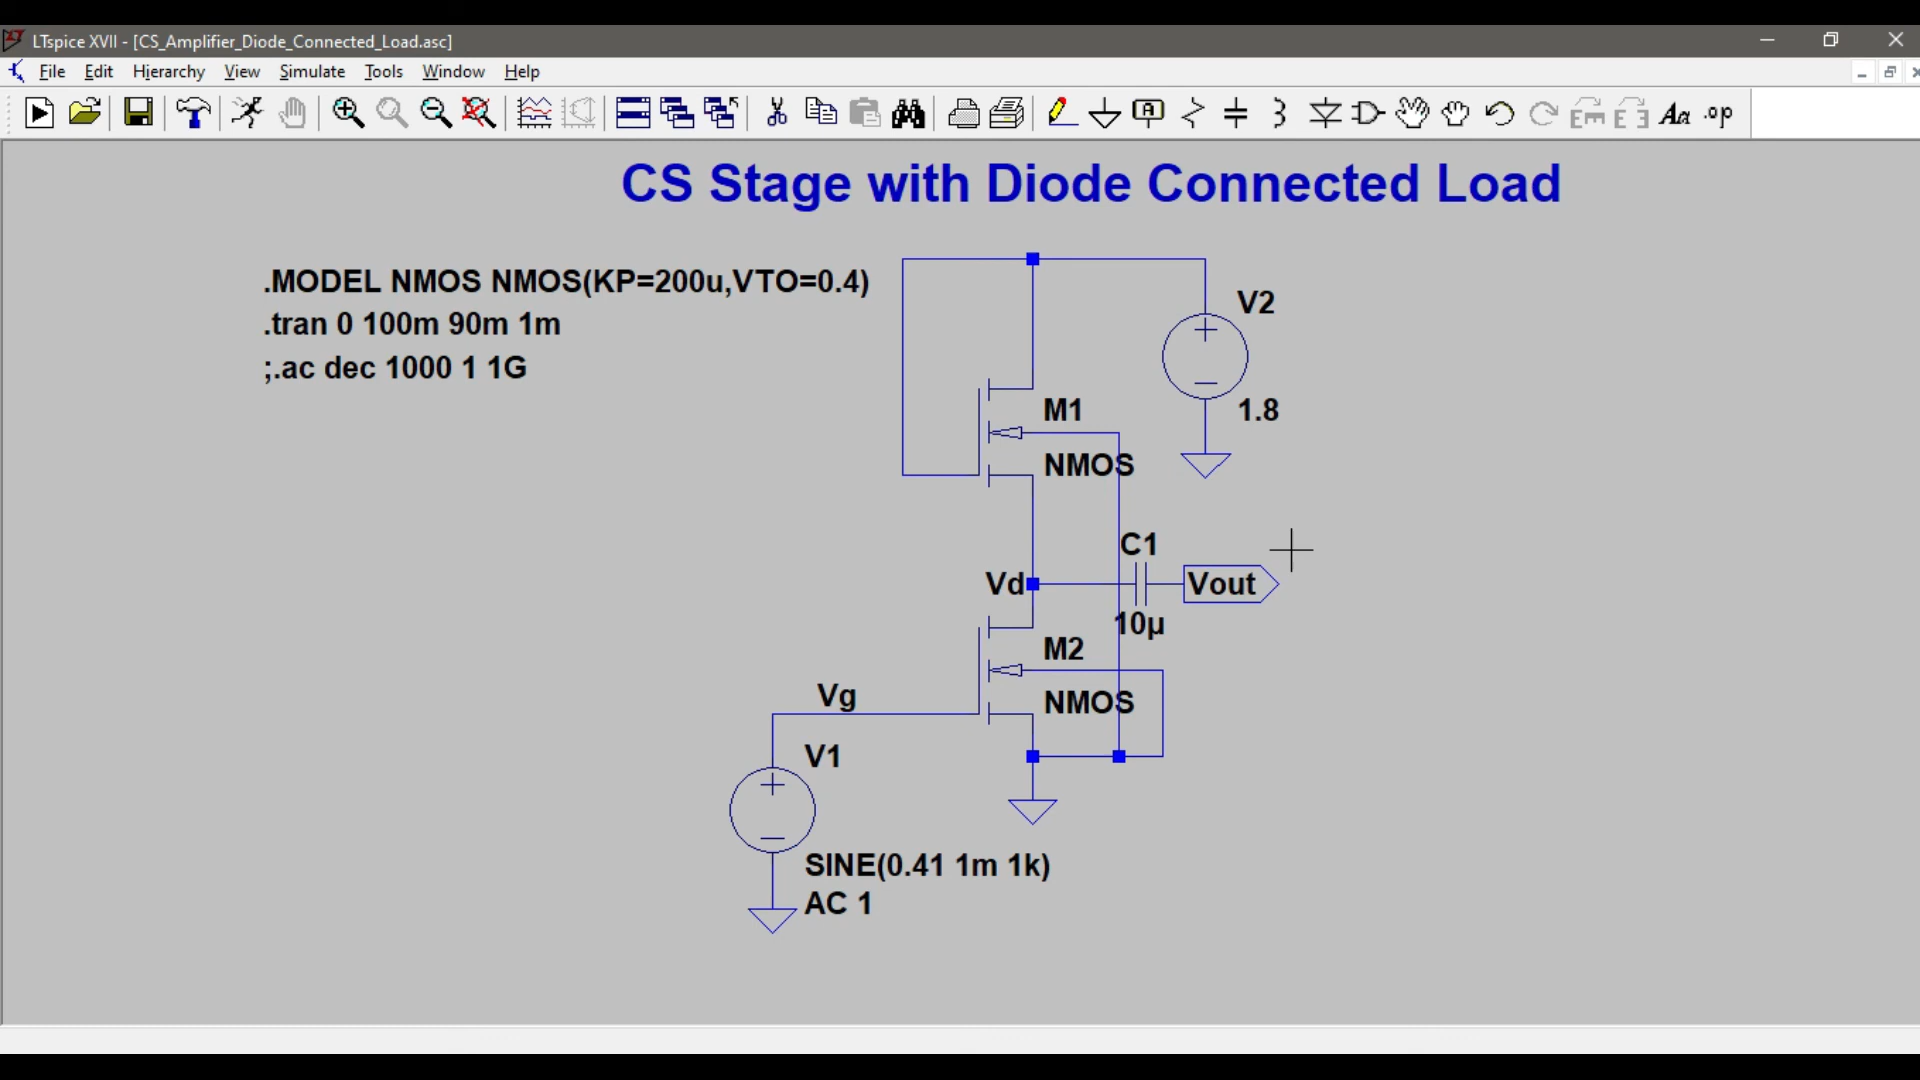 LTspice XVII - [CS_Amplifier_Diode_Connected_Load.asc]
File Edit Hierarchy View Simulate Tools Window Help
A Aa .op
CS Stage with Diode Connected Load
.MODEL NMOS NMOS(KP=200u,VTO=0.4)
.tran 0 100m 90m 1m
;.ac dec 1000 1 1G
V2
1.8
M1
NMOS
C1
Vd
Vout
10µ
M2
NMOS
Vg
V1
SINE(0.41 1m 1k)
AC 1